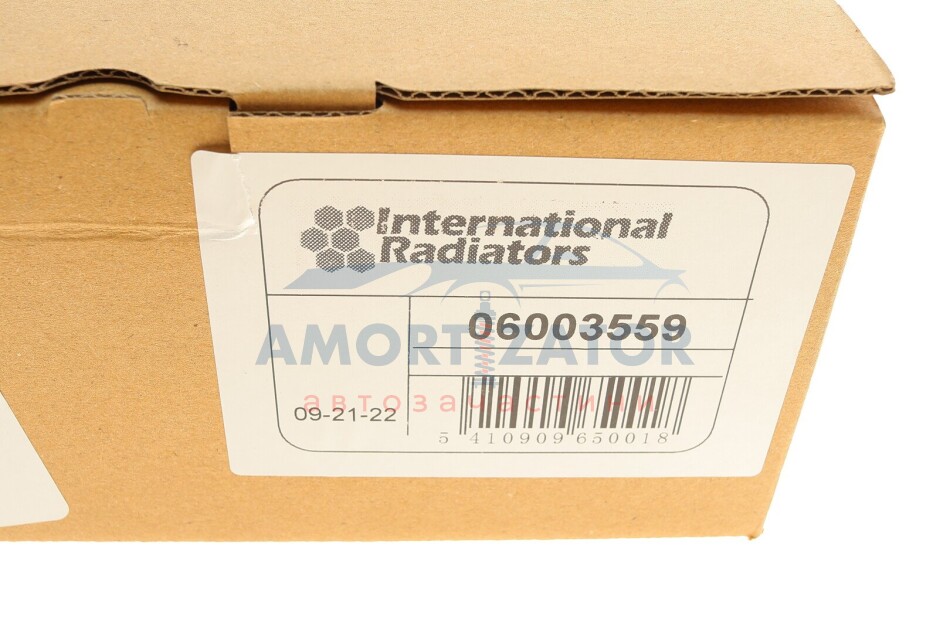 International
Radiators
06003559
AMORTIZATOR
автозапчастини
09-21-22
5 410909 650018